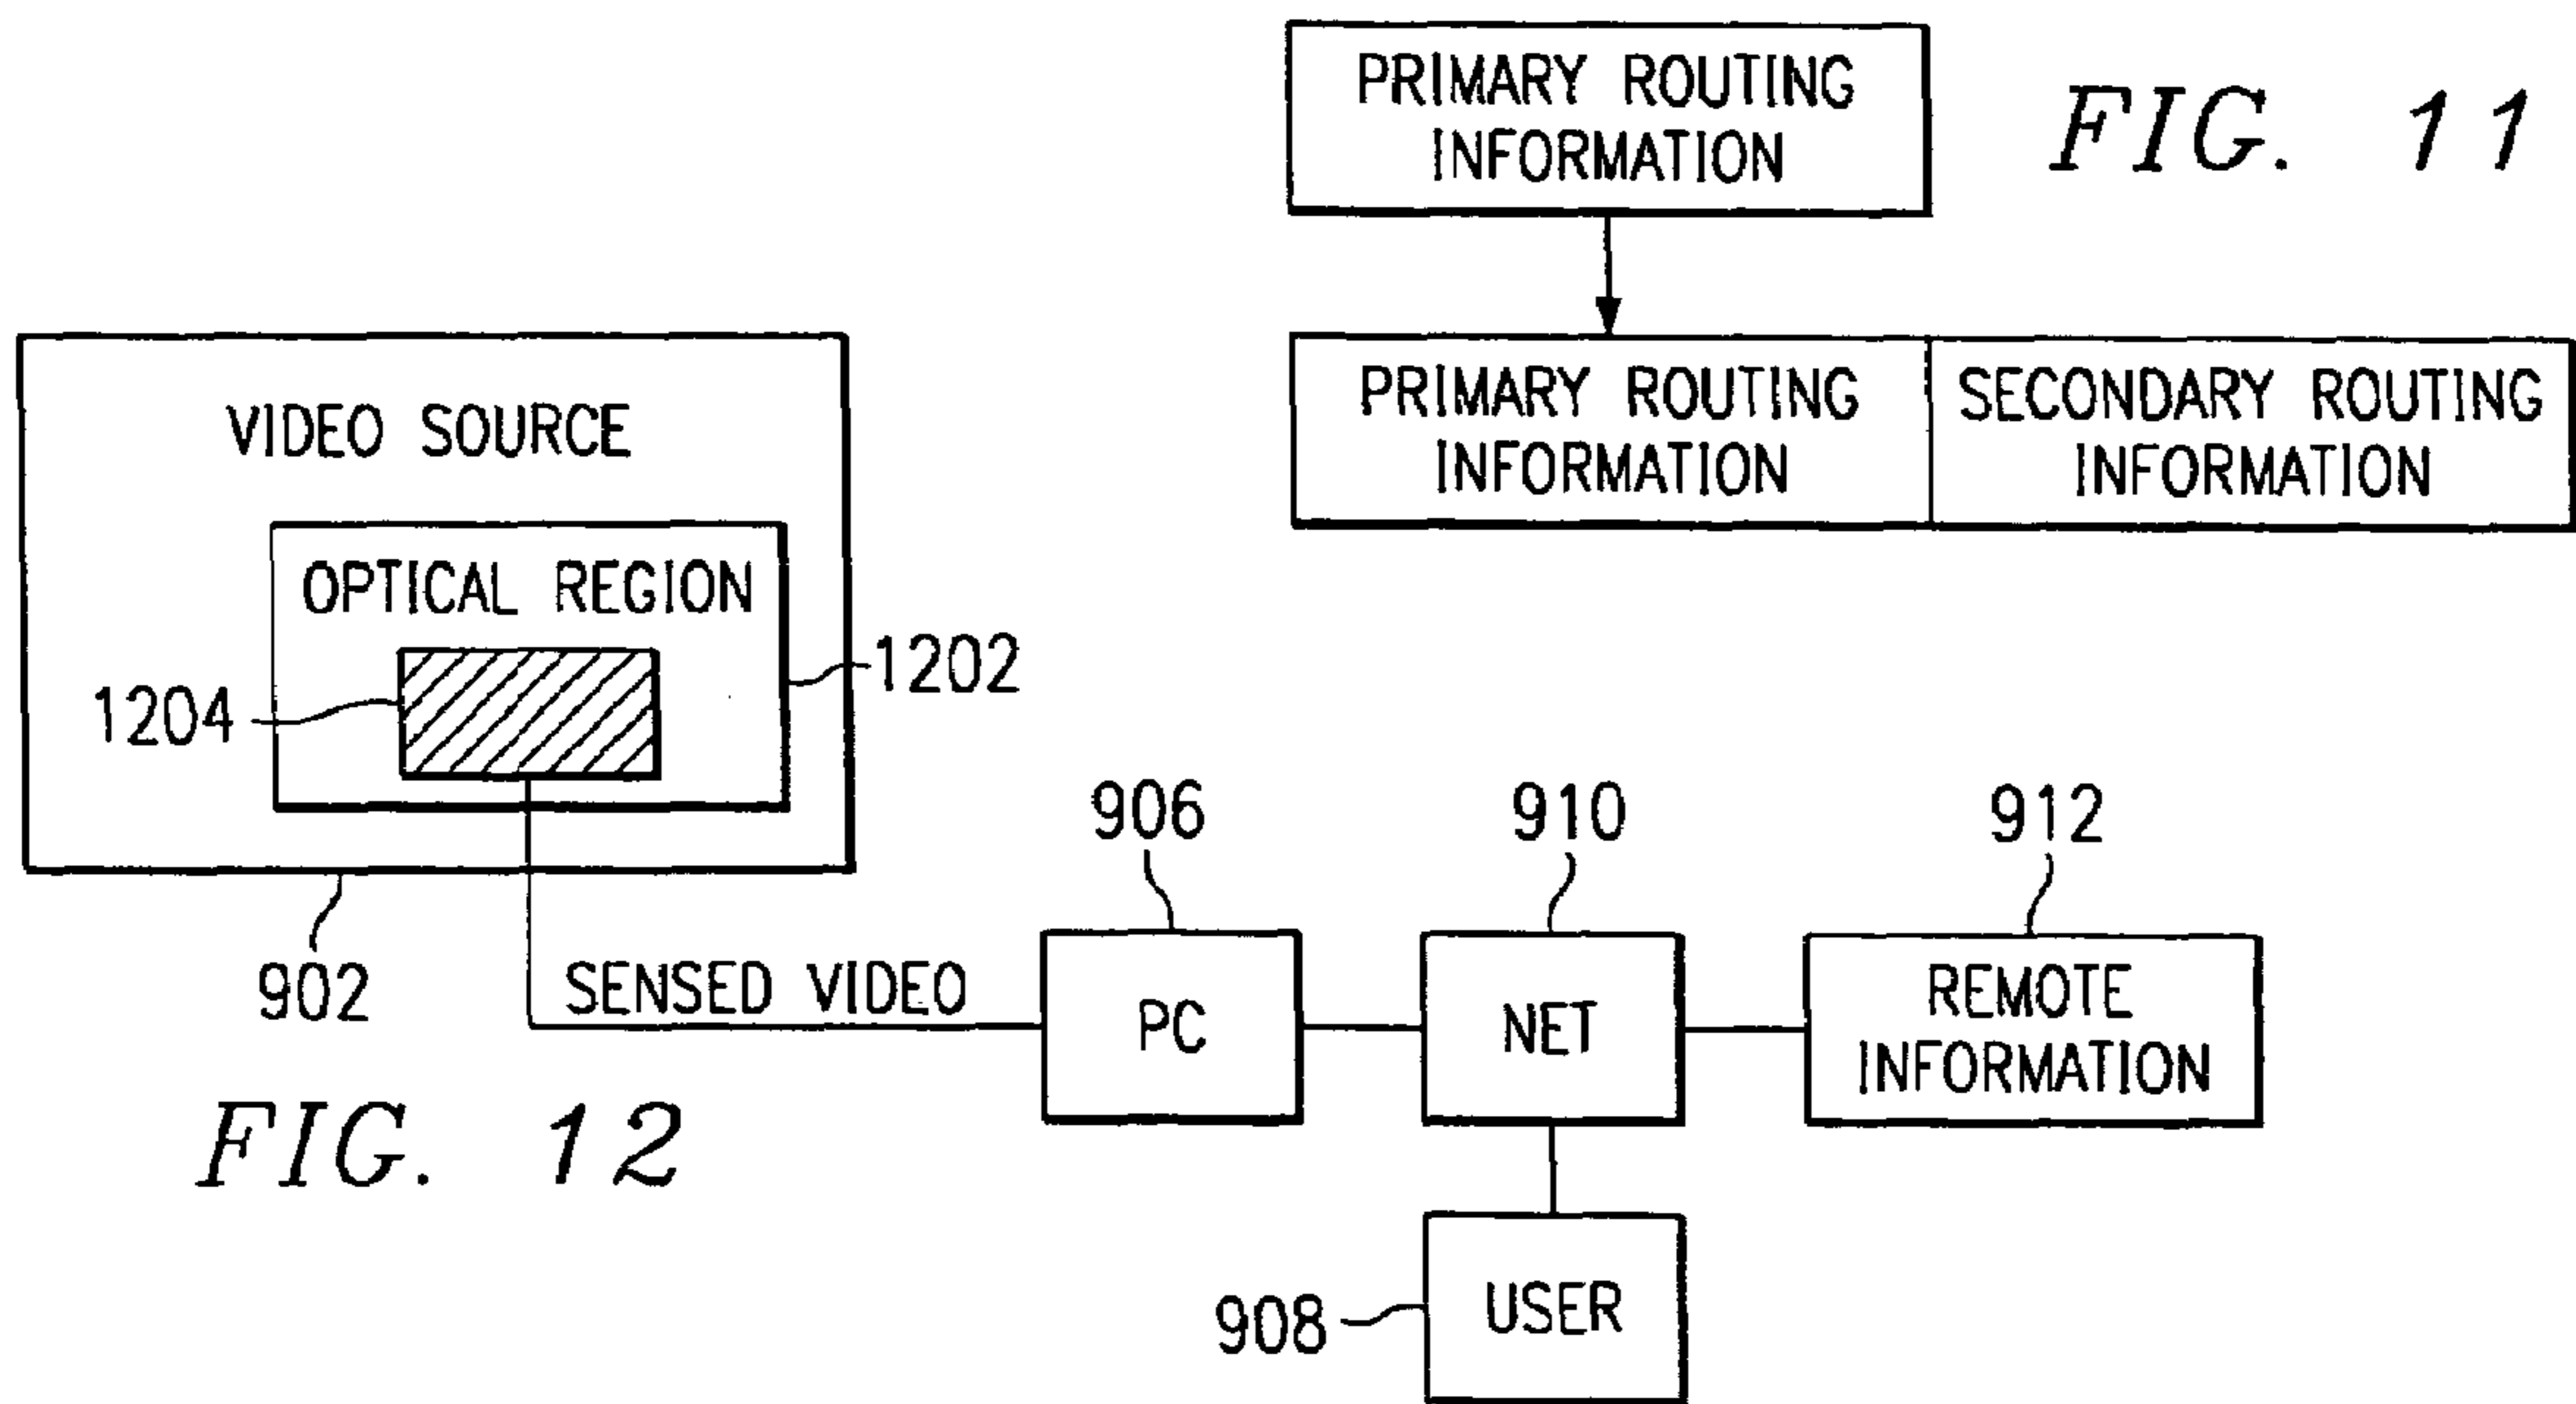 PRIMARY ROUTING
INFORMATION
FIG. 11
PRIMARY ROUTING
INFORMATION
SECONDARY ROUTING
INFORMATION
VIDEO SOURCE
OPTICAL REGION
1202
1204
902
SENSED VIDEO
906
PC
910
NET
912
REMOTE
INFORMATION
908
USER
FIG. 12